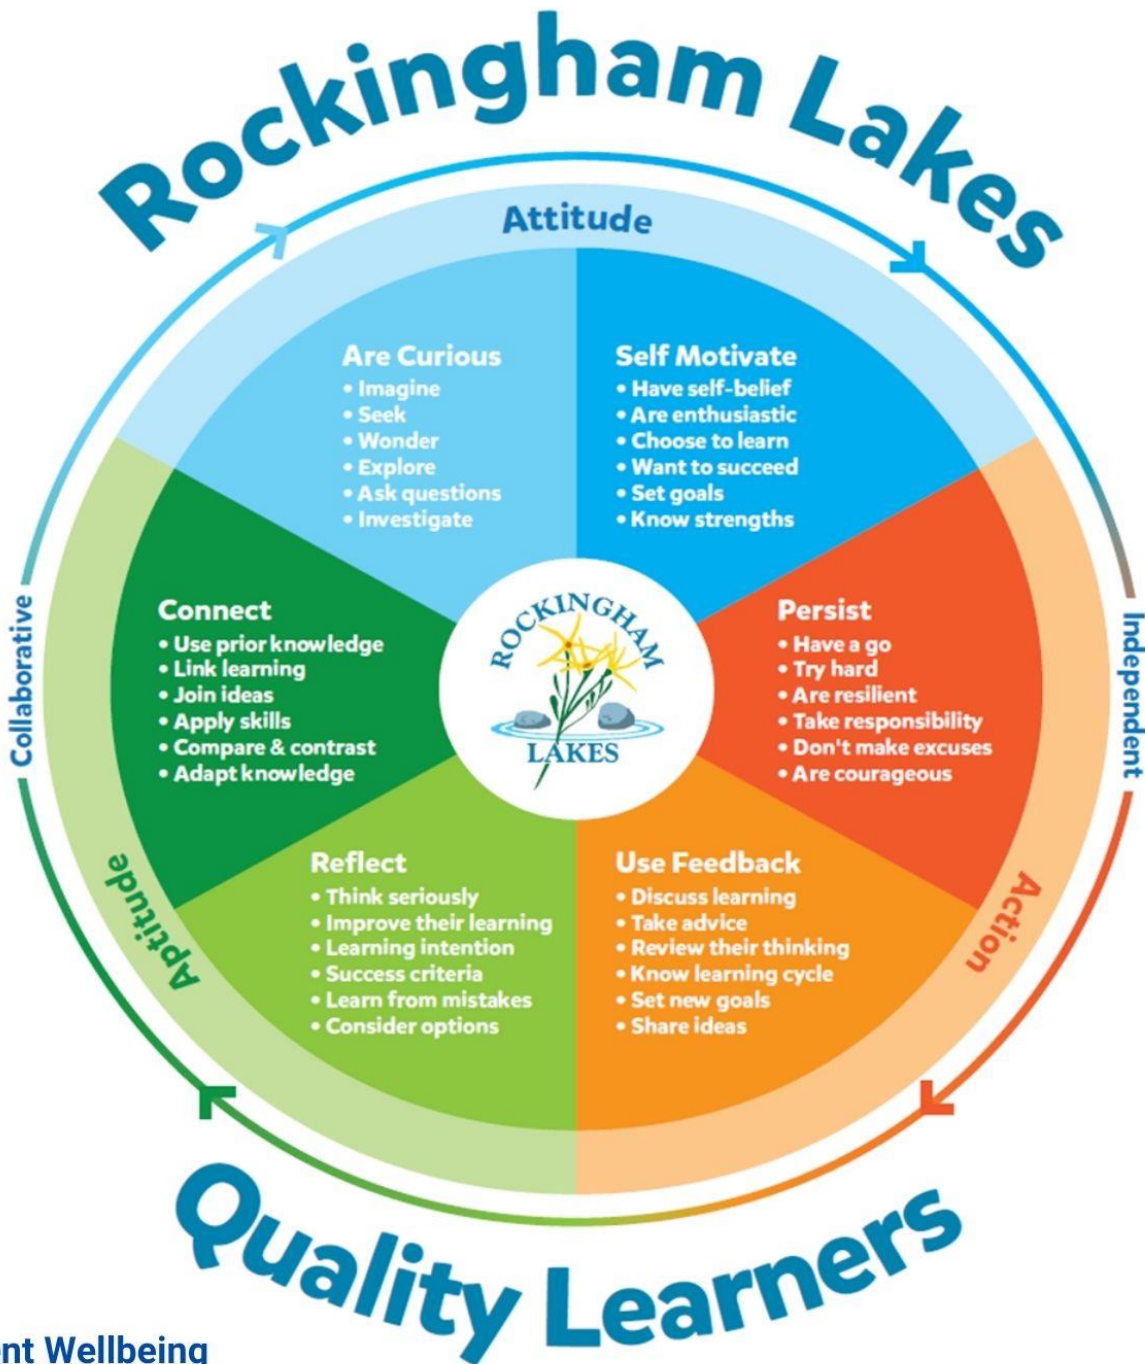 Rockingham Lakes
Attitude
Are Curious
• Imagine
• Seek
• Wonder
• Explore
• Ask questions
• Investigate
Self Motivate
• Have self-belief
• Are enthusiastic
• Choose to learn
• Want to succeed
• Set goals
• Know strengths
Collaborative
Connect
• Use prior knowledge
• Link learning
• Join ideas
• Apply skills
• Compare & contrast
• Adapt knowledge
ROCKINGHAM
LAKES
Persist
• Have a go
• Try hard
• Are resilient
• Take responsibility
• Don't make excuses
• Are courageous
Independent
Aptitude
Reflect
• Think seriously
• Improve their learning
• Learning intention
• Success criteria
• Learn from mistakes
• Consider options
Use Feedback
• Discuss learning
• Take advice
• Review their thinking
• Know learning cycle
• Set new goals
• Share ideas
Action
Quality Learners
Wellbeing